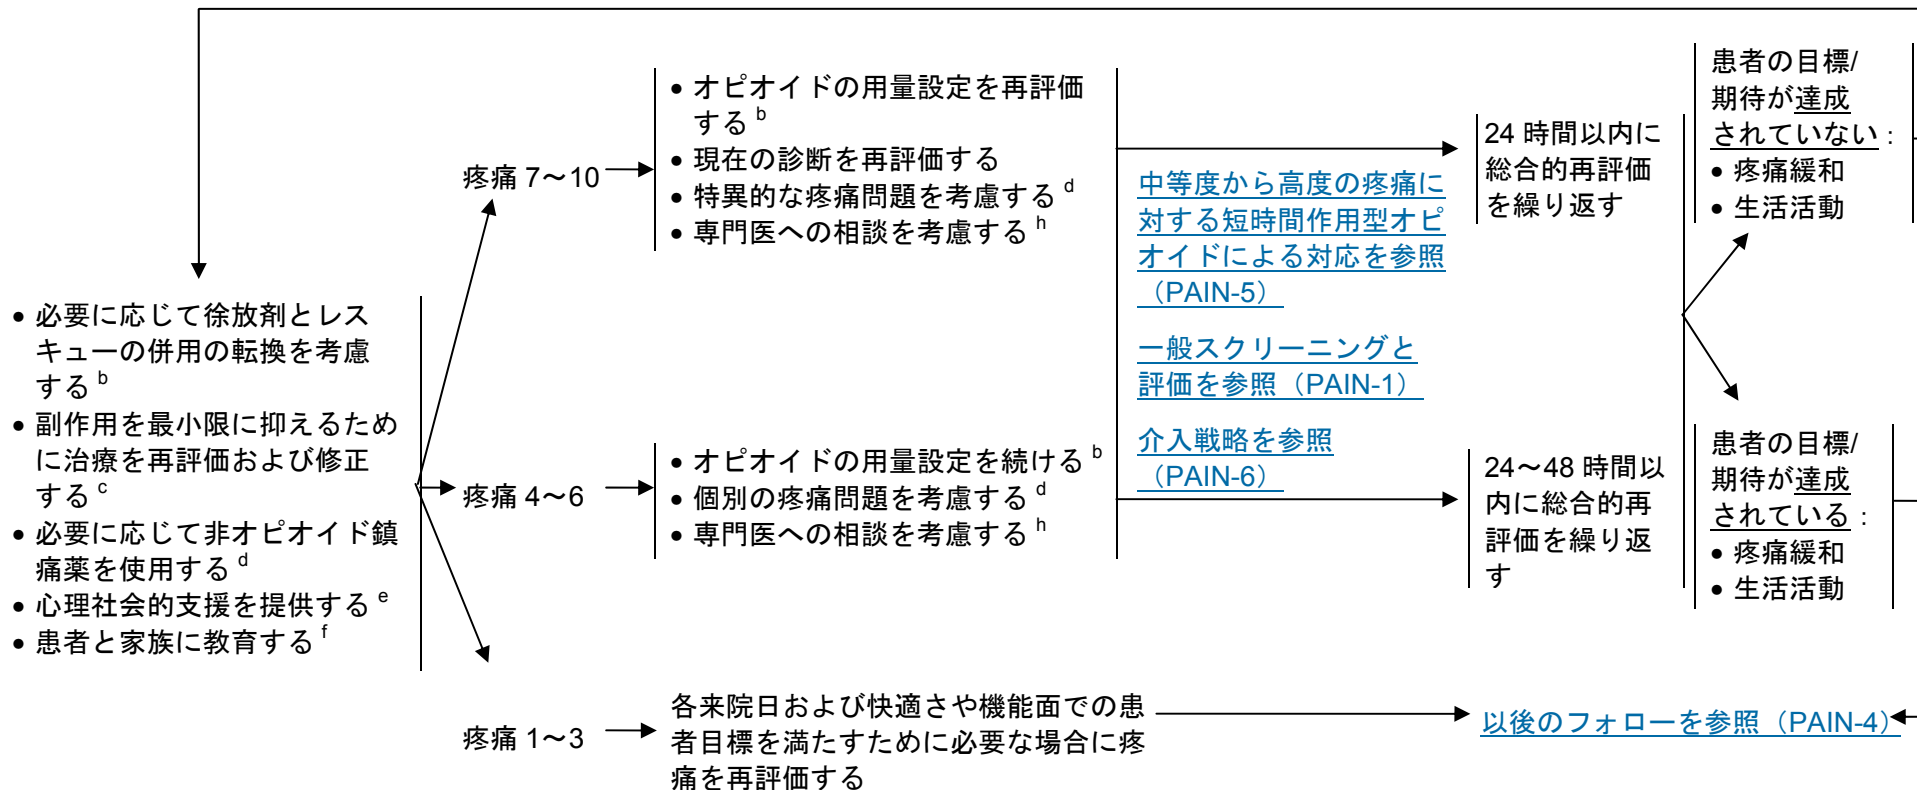 • 必要に応じて徐放剤とレス
キューの併用の転換を考慮
する b
• 副作用を最小限に抑えるため
に治療を再評価および修正
する c
• 必要に応じて非オピオイド鎮
痛薬を使用する d
• 心理社会的支援を提供する e
• 患者と家族に教育する f
疼痛 7～10
• オピオイドの用量設定を再評価
する b
• 現在の診断を再評価する
• 特異的な疼痛問題を考慮する d
• 専門医への相談を考慮する h
疼痛 4～6
• オピオイドの用量設定を続ける b
• 個別の疼痛問題を考慮する d
• 専門医への相談を考慮する h
疼痛 1～3
各来院日および快適さや機能面での患
者目標を満たすために必要な場合に疼
痛を再評価する
中等度から高度の疼痛に
対する短時間作用型オピ
オイドによる対応を参照
（PAIN-5）
一般スクリーニングと
評価を参照（PAIN-1）
介入戦略を参照
（PAIN-6）
24 時間以内に
総合的再評価
を繰り返す
24～48 時間以
内に総合的再
評価を繰り返
す
患者の目標/
期待が達成
されていない：
• 疼痛緩和
• 生活活動
患者の目標/
期待が達成
されている：
• 疼痛緩和
• 生活活動
以後のフォローを参照（PAIN-4）